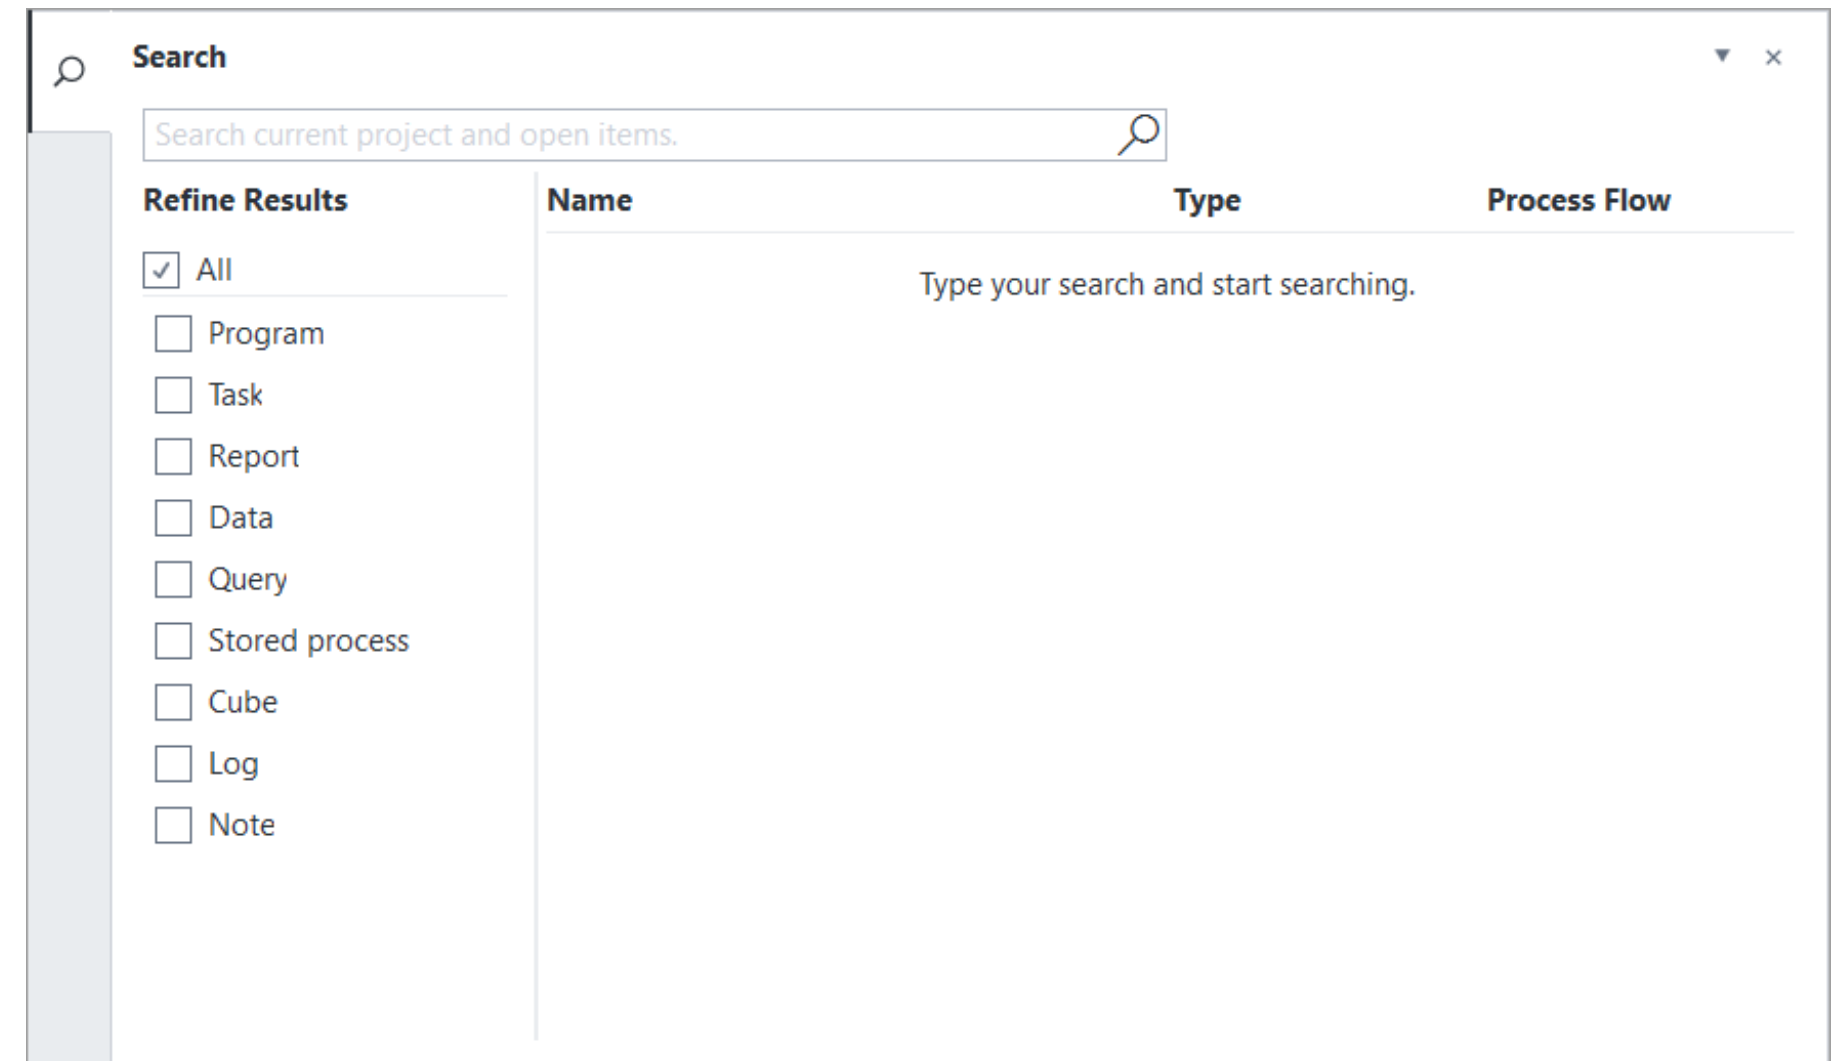 Search
Search current project and open items.
Refine Results
Name Type Process Flow
All
Type your search and start searching.
Program
Task
Report
Data
Query
Stored process
Cube
Log
Note